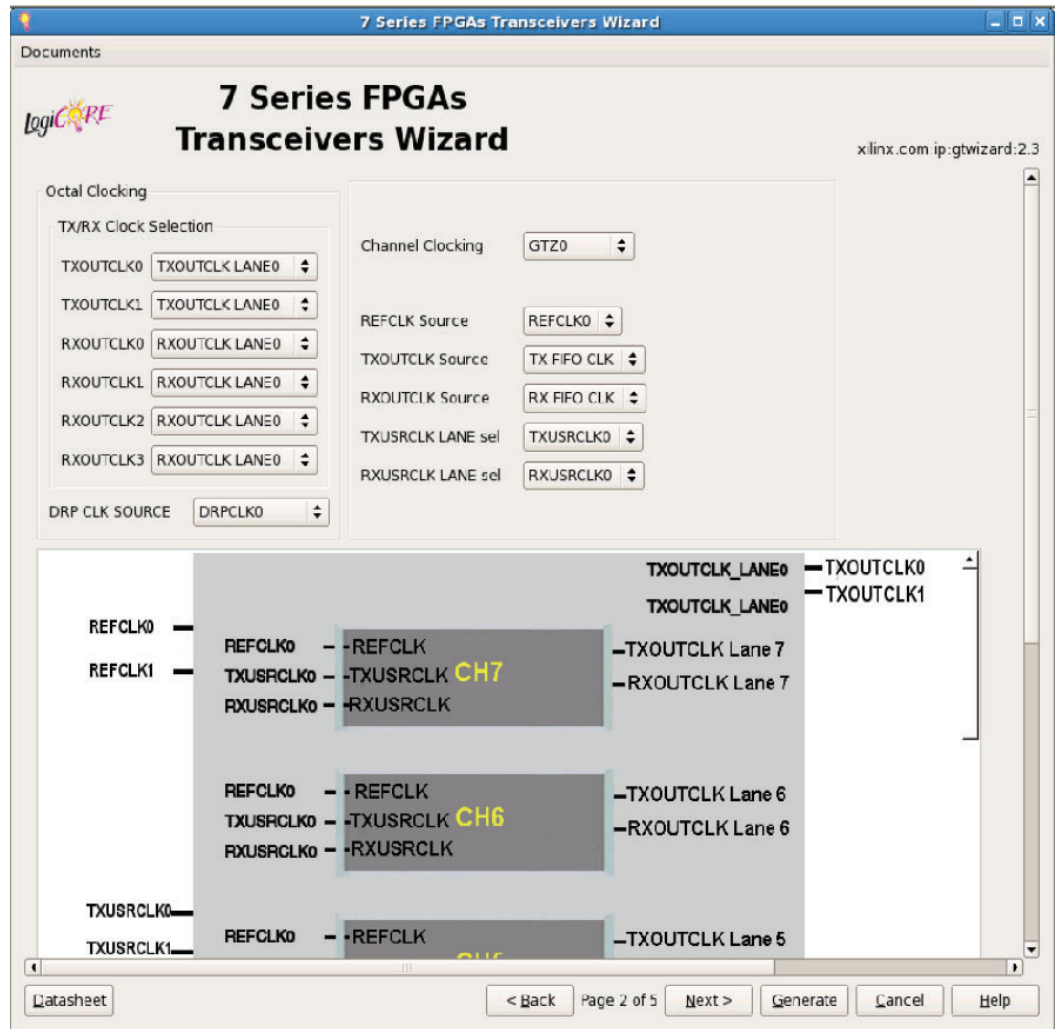 7 Series FPGAs Transceivers Wizard
Documents
LogiCORE
7 Series FPGAs
Transceivers Wizard
xilinx.com:ip:gtwizard:2.3
Octal Clocking
TX/RX Clock Selection
TXOUTCLK0 TXOUTCLK LANE0
TXOUTCLK1 TXOUTCLK LANE0
RXOUTCLK0 RXOUTCLK LANE0
RXOUTCLK1 RXOUTCLK LANE0
RXOUTCLK2 RXOUTCLK LANE0
RXOUTCLK3 RXOUTCLK LANE0
DRP CLK SOURCE DRPCLK0
Channel Clocking GTZ0
REFCLK Source REFCLK0
TXOUTCLK Source TX FIFO CLK
RXOUTCLK Source RX FIFO CLK
TXUSRCLK LANE sel TXUSRCLK0
RXUSRCLK LANE sel RXUSRCLK0
TXOUTCLK_LANE0 TXOUTCLK0
TXOUTCLK_LANE0 TXOUTCLK1
REFCLK0
REFCLK1
REFCLK0 REFCLK TXOUTCLK Lane 7
TXUSRCLK0 TXUSRCLK CH7 RXOUTCLK Lane 7
RXUSRCLK0 RXUSRCLK
REFCLK0 REFCLK TXOUTCLK Lane 6
TXUSRCLK0 TXUSRCLK CH6 RXOUTCLK Lane 6
RXUSRCLK0 RXUSRCLK
TXUSRCLK0
TXUSRCLK1
REFCLK0 REFCLK TXOUTCLK Lane 5
Datasheet < Back Page 2 of 5 Next > Generate Cancel Help